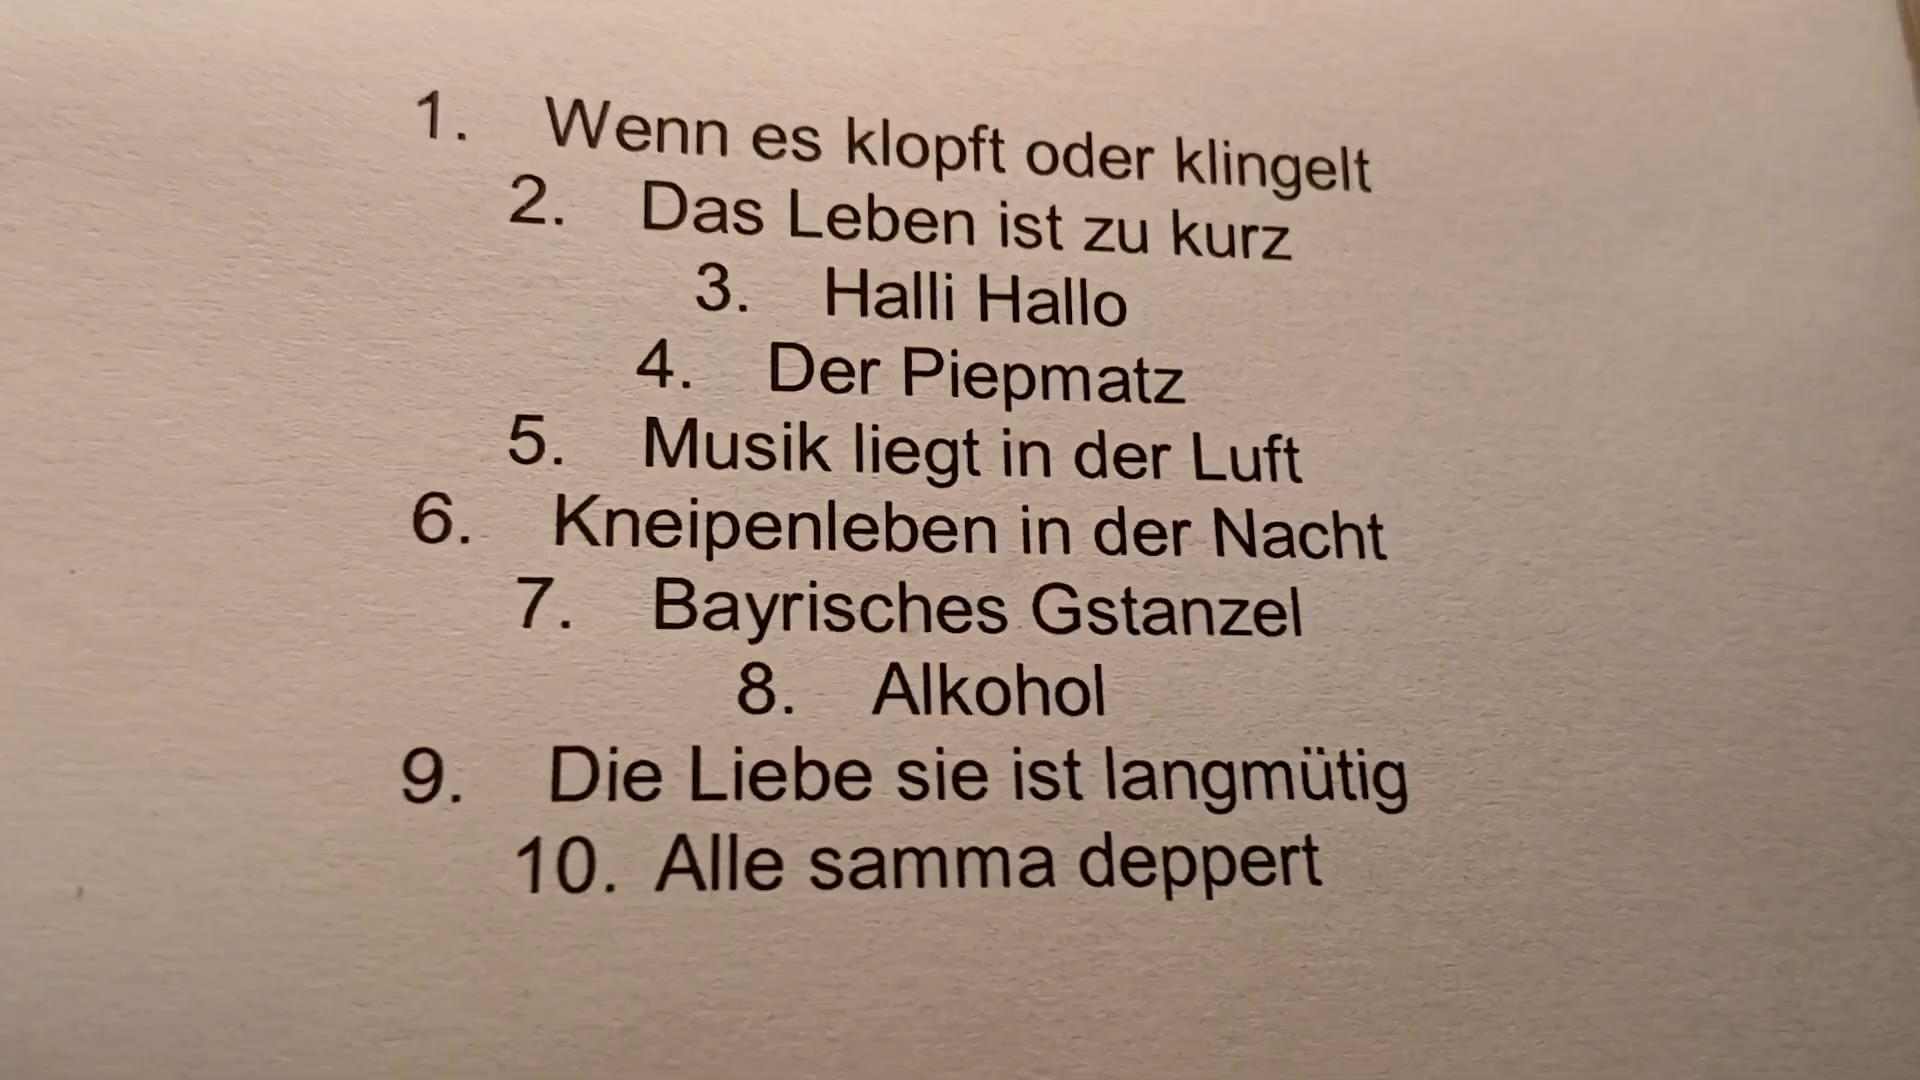 1. Wenn es klopft oder klingelt
2. Das Leben ist zu kurz
3. Halli Hallo
4. Der Piepmatz
5. Musik liegt in der Luft
6. Kneipenleben in der Nacht
7. Bayrisches Gstanzel
8. Alkohol
9. Die Liebe sie ist langmütig
10. Alle samma deppert